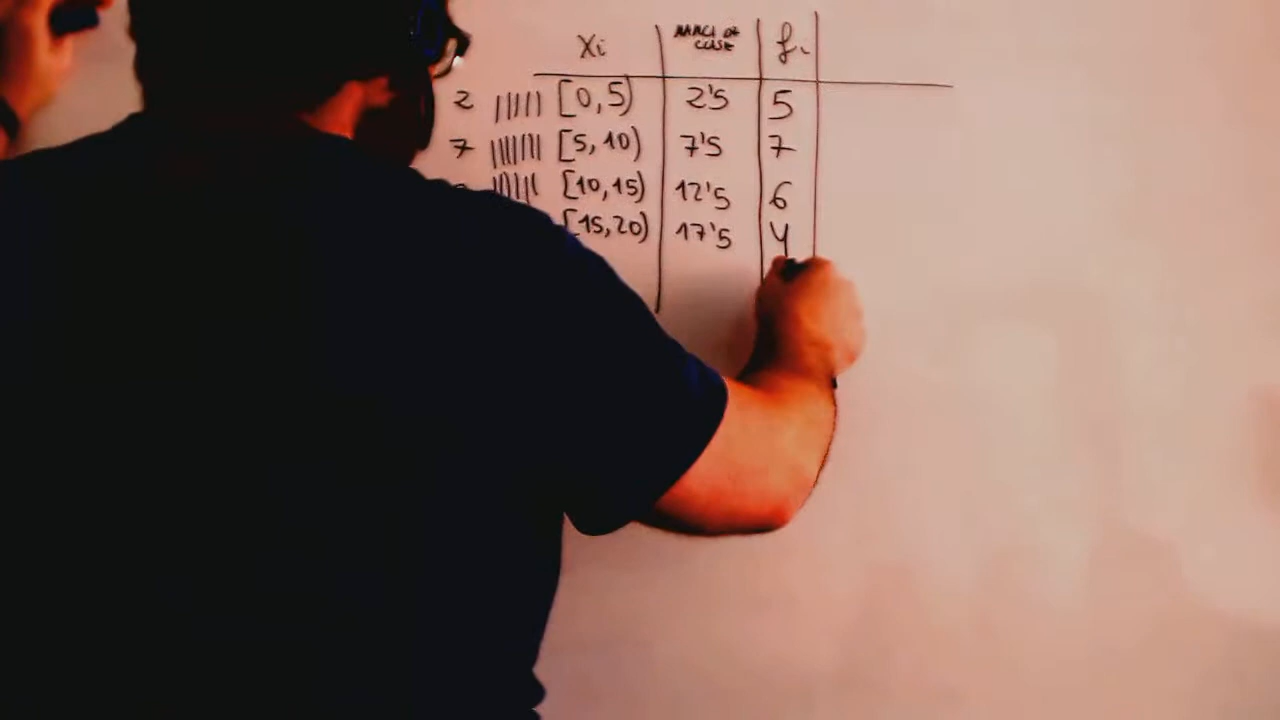 Xi MARCA DE CLASE fi
2 [0,5) 2'5 5
7 [5,10) 7'5 7
[10,15) 12'5 6
[15,20) 17'5 4